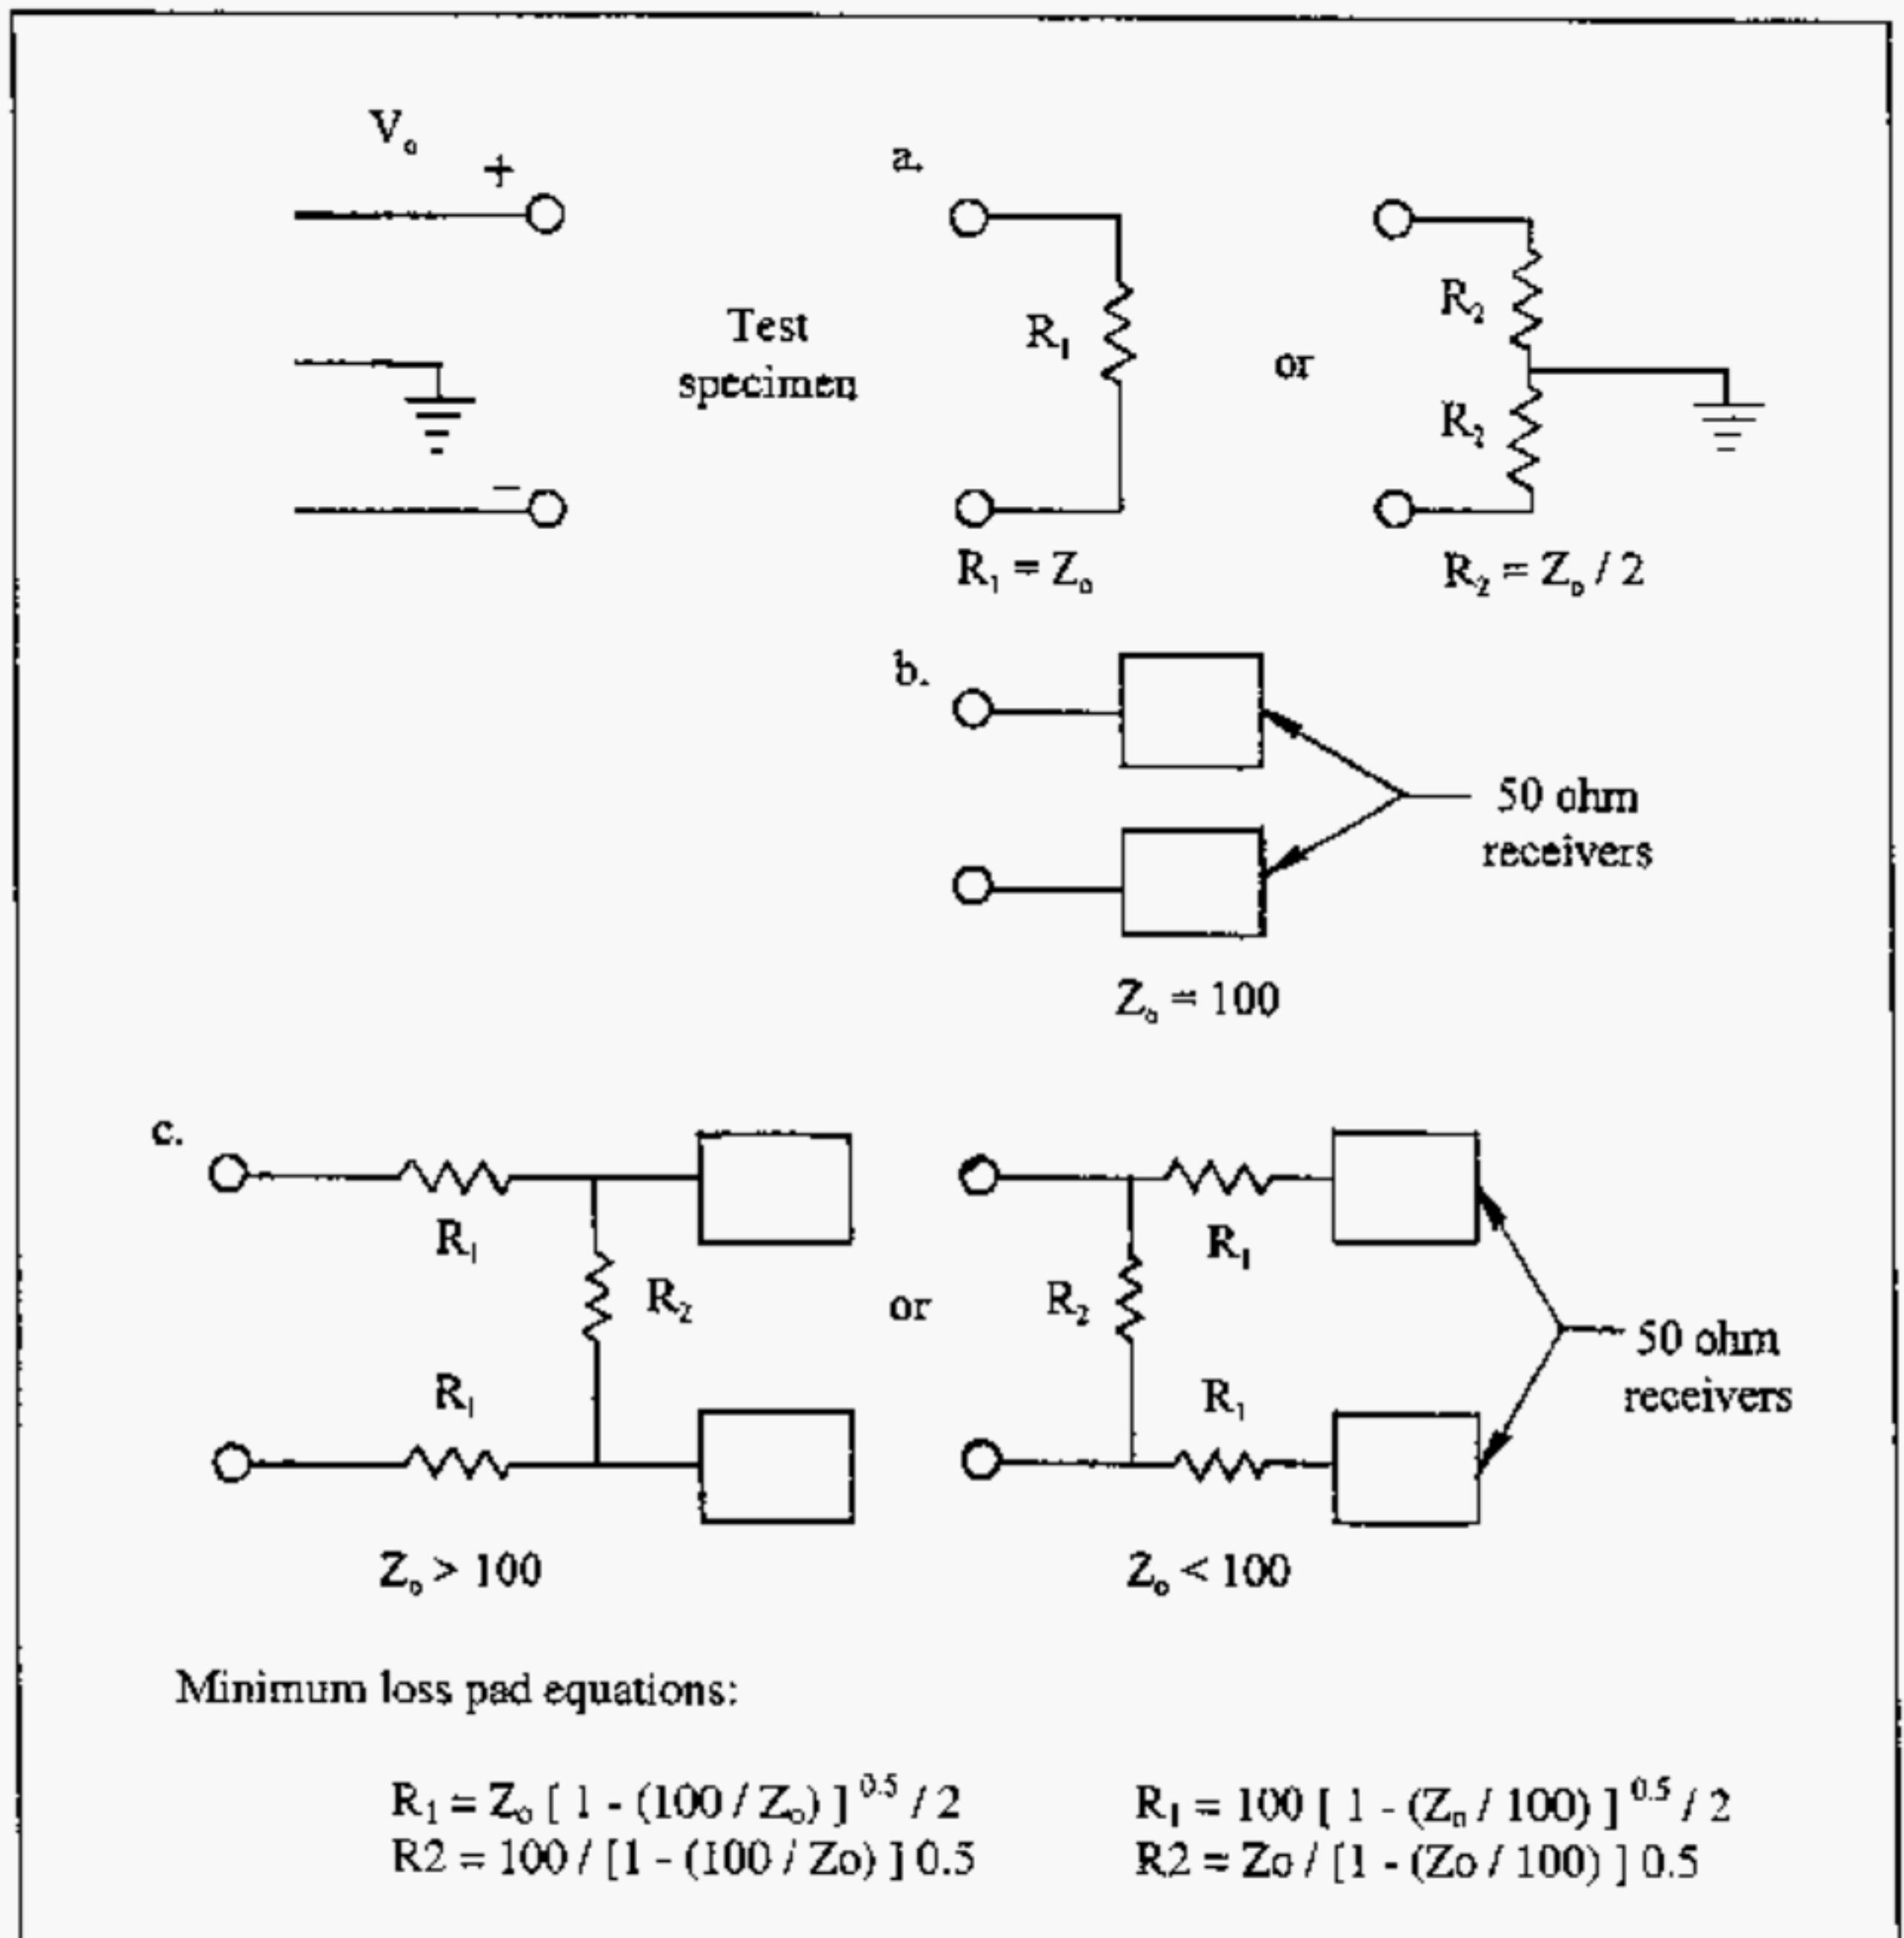 Vₒ
+
a.
Test
specimen
R₁
or
R₂
R₂
–
R₁ = Zₒ
R₂ = Zₒ / 2
b.
50 ohm
receivers
Zₒ = 100
c.
R₁
R₂
R₁
Zₒ > 100
or
R₁
R₂
R₁
50 ohm
receivers
Zₒ < 100
Minimum loss pad equations:
R₁ = Zₒ [ 1 - (100 / Zₒ) ] ⁰·⁵ / 2
R2 = 100 / [1 - (100 / Zo) ] 0.5
R₁ = 100 [ 1 - (Zₒ / 100) ] ⁰·⁵ / 2
R2 = Zo / [1 - (Zo / 100) ] 0.5